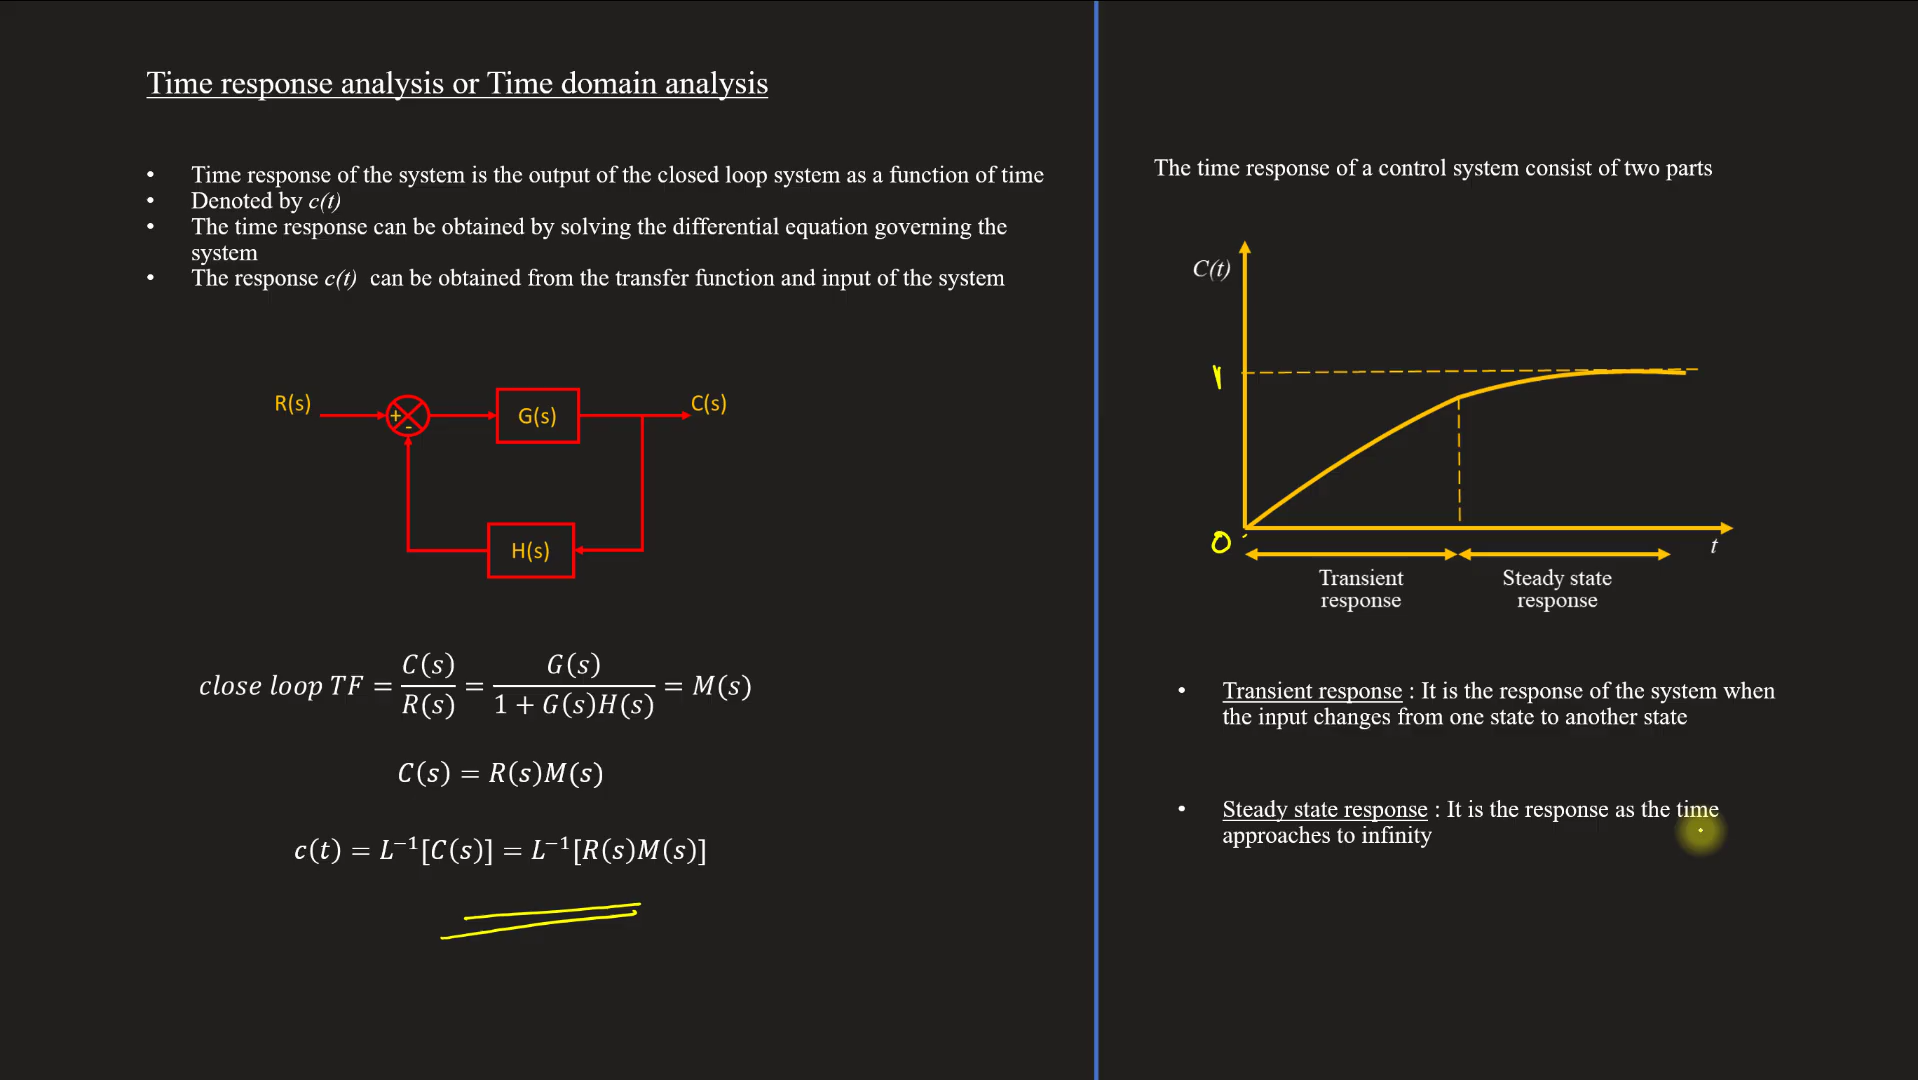 Time response analysis or Time domain analysis
• Time response of the system is the output of the closed loop system as a function of time
• Denoted by c(t)
• The time response can be obtained by solving the differential equation governing the
system
• The response c(t) can be obtained from the transfer function and input of the system
R(s)
+
-
G(s)
C(s)
H(s)
close loop TF = C(s)/R(s) = G(s)/(1 + G(s)H(s)) = M(s)
C(s) = R(s)M(s)
c(t) = L⁻¹[C(s)] = L⁻¹[R(s)M(s)]
The time response of a control system consist of two parts
C(t)
1
0
t
Transient
response
Steady state
response
• Transient response : It is the response of the system when
the input changes from one state to another state
• Steady state response : It is the response as the time
approaches to infinity